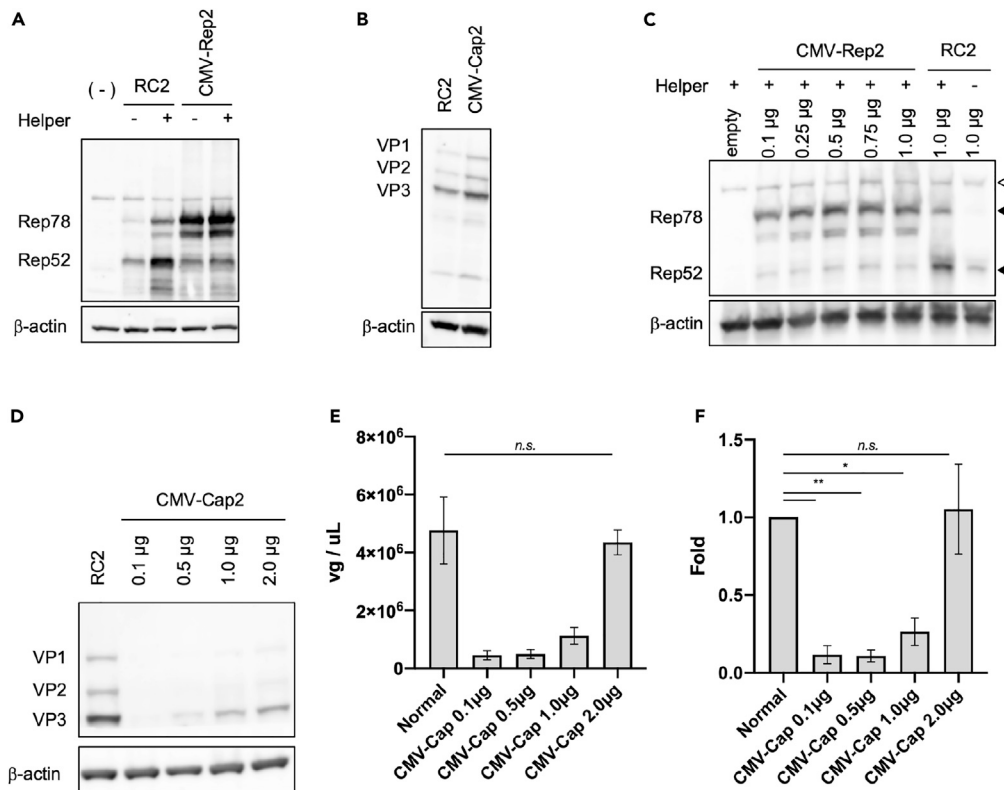 A
(-)
RC2
CMV-Rep2
Helper
- + - +
Rep78
Rep52
β-actin
B
RC2
CMV-Cap2
VP1
VP2
VP3
β-actin
C
CMV-Rep2
RC2
Helper + + + + + + + -
empty
0.1 µg
0.25 µg
0.5 µg
0.75 µg
1.0 µg
1.0 µg
1.0 µg
Rep78
Rep52
β-actin
D
CMV-Cap2
RC2
0.1 µg
0.5 µg
1.0 µg
2.0 µg
VP1
VP2
VP3
β-actin
E
vg / uL
8×10⁶
6×10⁶
4×10⁶
2×10⁶
0
n.s.
Normal
CMV-Cap 0.1µg
CMV-Cap 0.5µg
CMV-Cap 1.0µg
CMV-Cap 2.0µg
F
Fold
1.5
1.0
0.5
0.0
n.s.
*
**
Normal
CMV-Cap 0.1µg
CMV-Cap 0.5µg
CMV-Cap 1.0µg
CMV-Cap 2.0µg